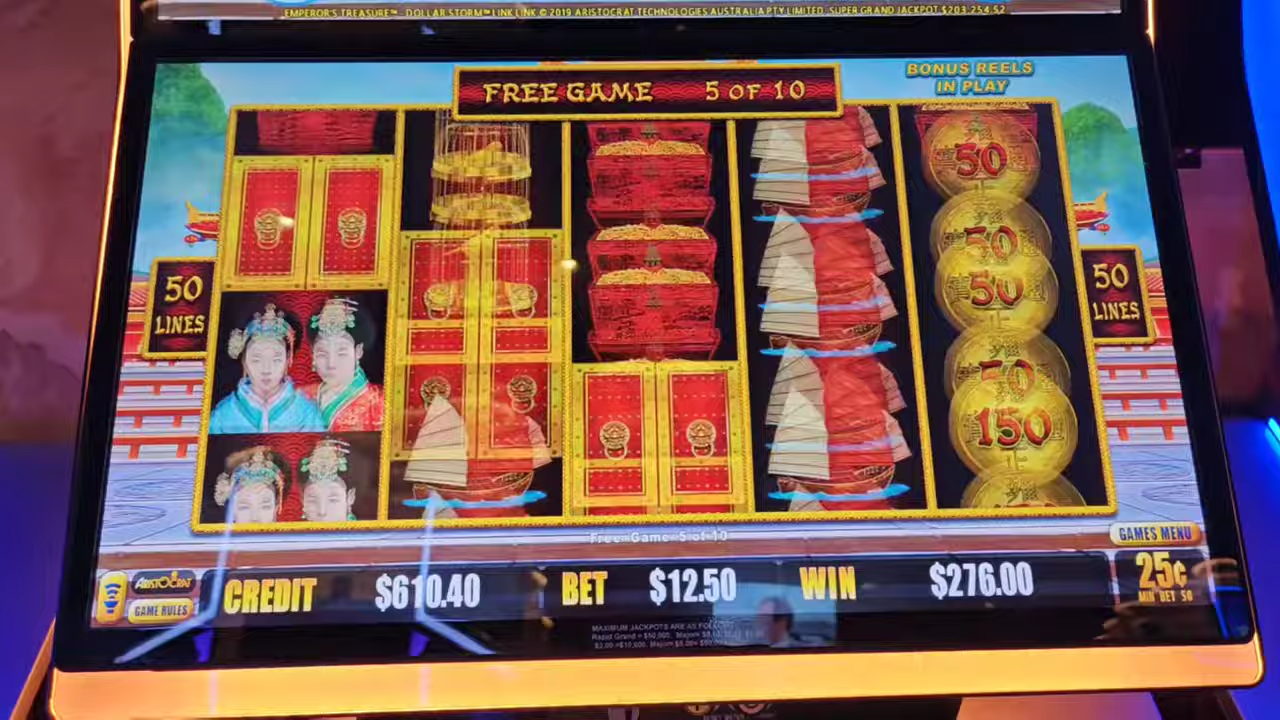 EMPEROR'S TREASURE™ - DOLLAR STORM™ LINK LINK © 2019 ARISTOCRAT TECHNOLOGIES AUSTRALIA PTY LIMITED. SUPER GRAND JACKPOT $203,254.52
FREE GAME 5 OF 10
BONUS REELS
IN PLAY
50
50
50
50
150
50
LINES
50
LINES
Free Game 5 of 10
GAMES MENU
ARISTOCRAT
GAME RULES
CREDIT $610.40
BET $12.50
WIN $276.00
25¢
MIN BET 50
MAXIMUM JACKPOTS ARE AS FOLLOWS